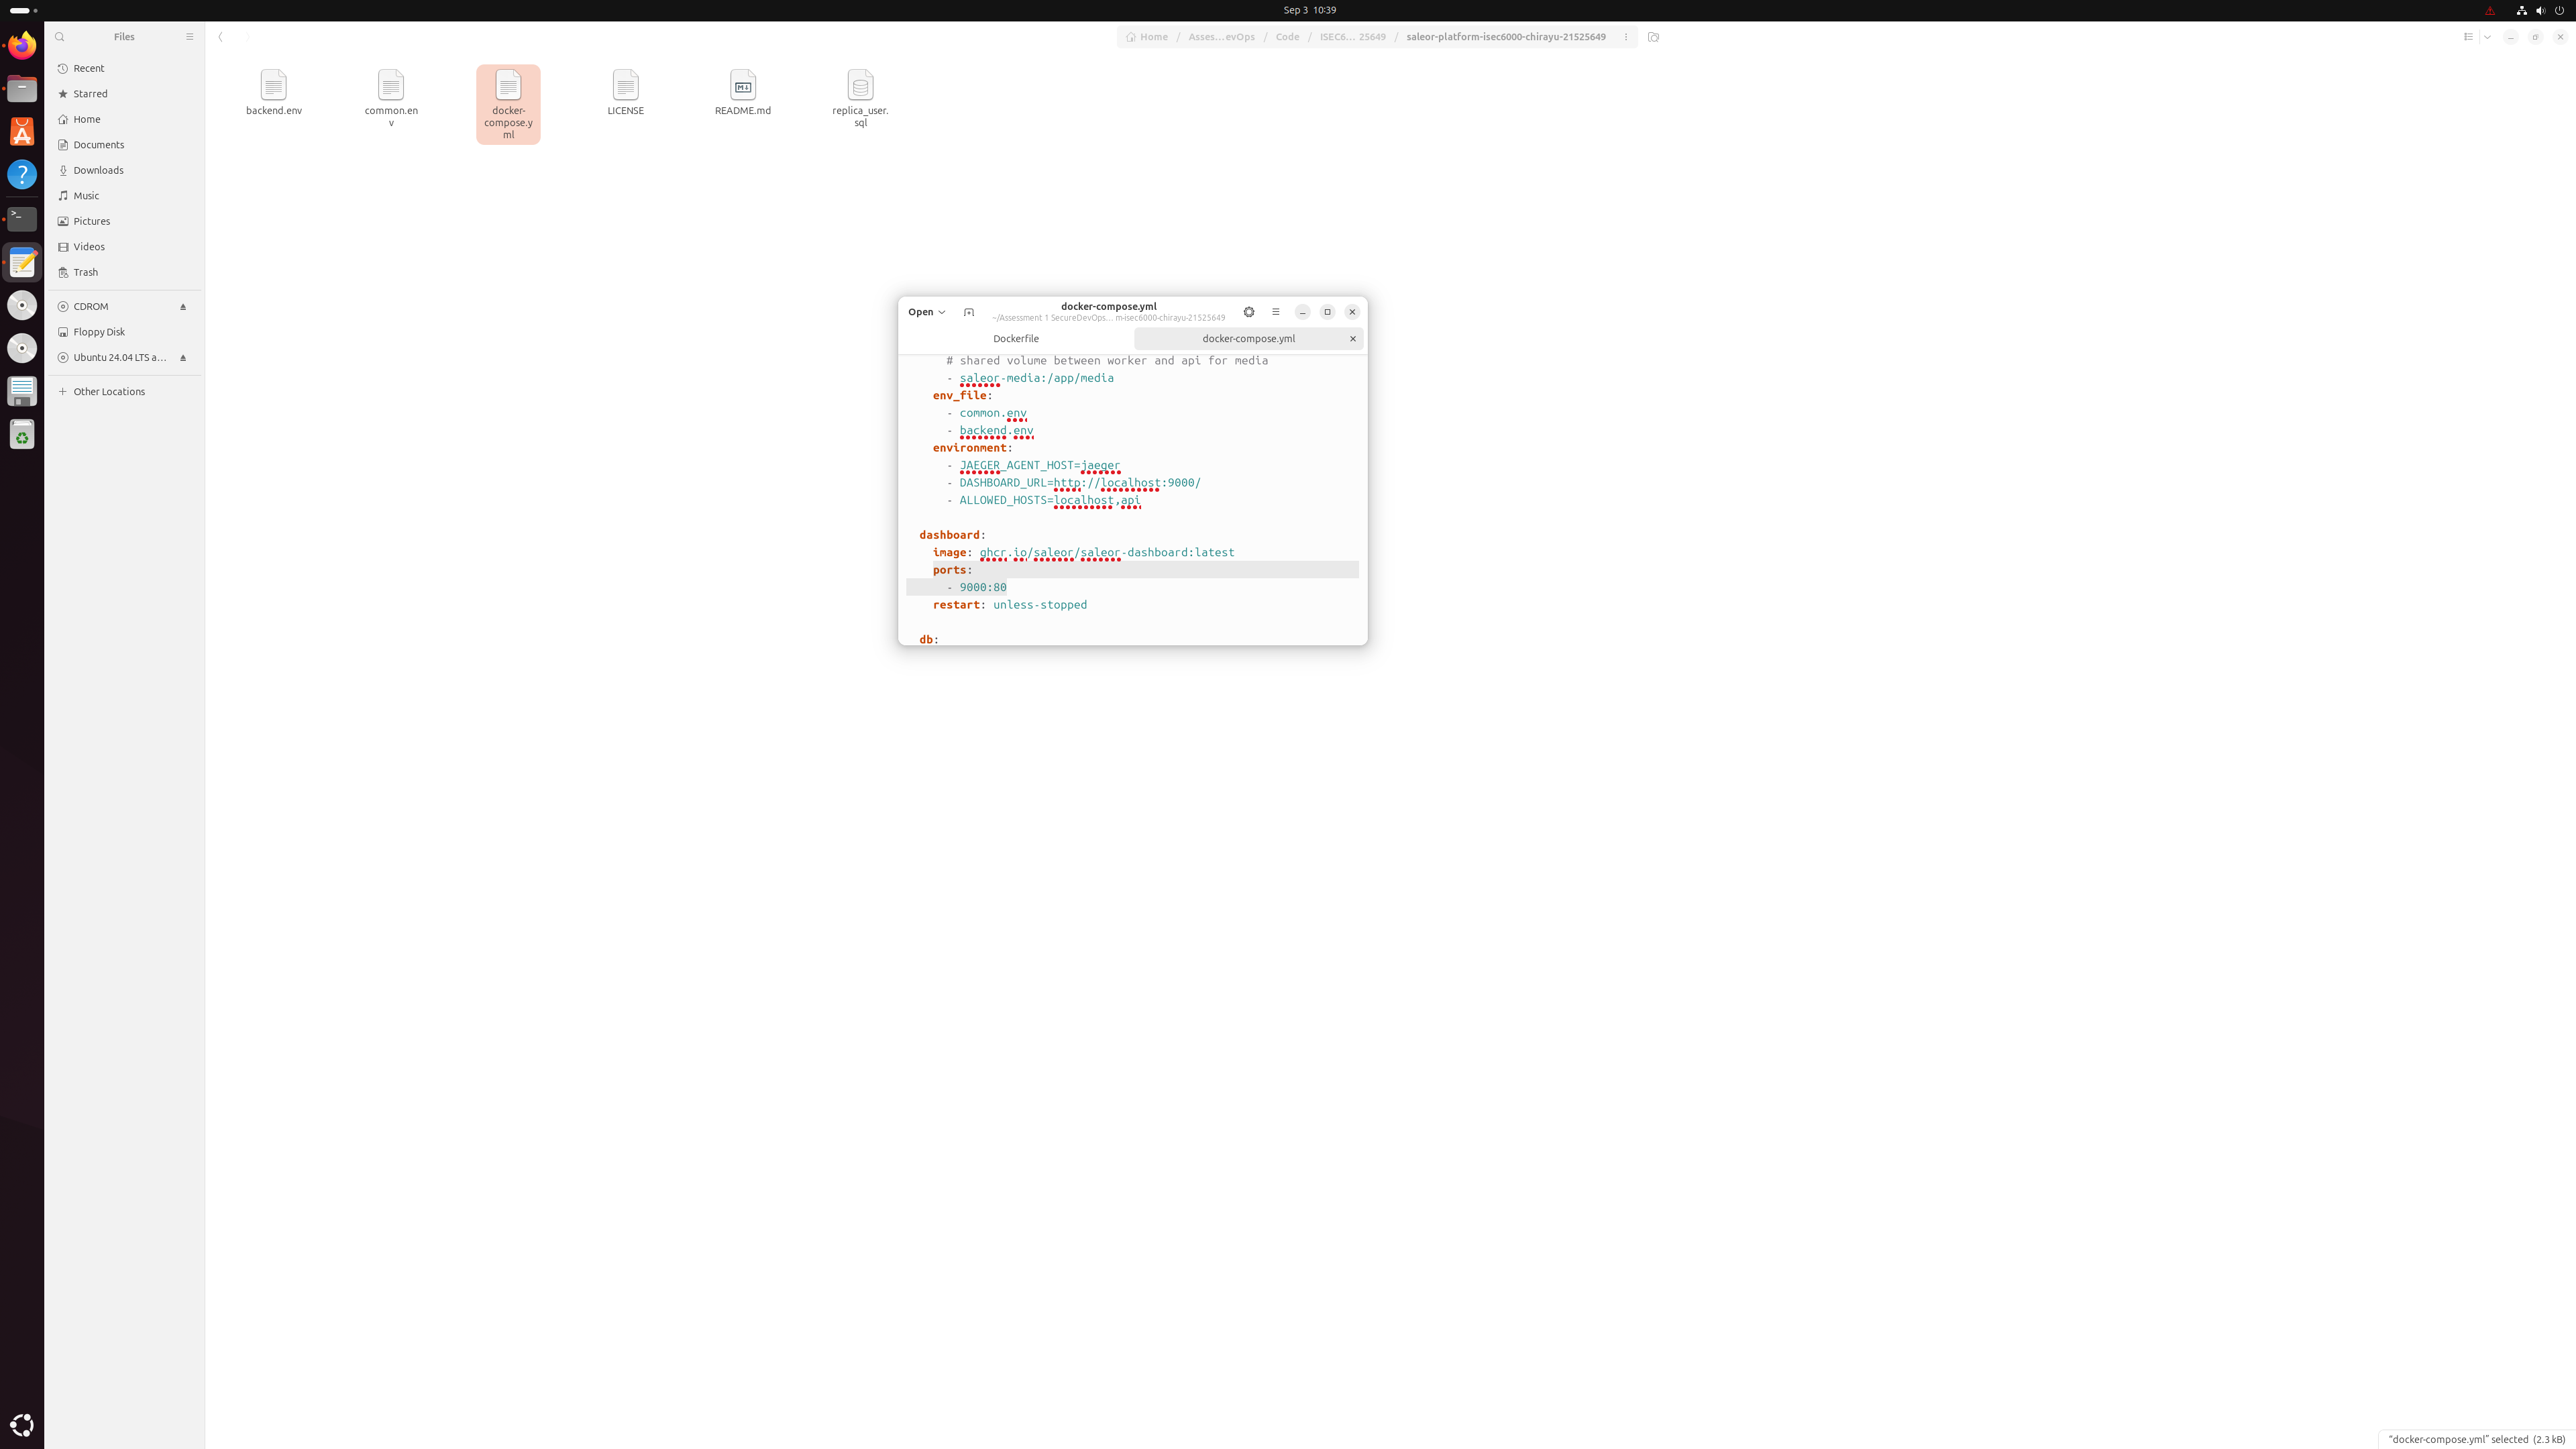 Sep 3 10:39
Files
Home / Asses…evOps / Code / ISEC6… 25649 / saleor-platform-isec6000-chirayu-21525649
Recent
Starred
Home
Documents
Downloads
Music
Pictures
Videos
Trash
CDROM
Floppy Disk
Ubuntu 24.04 LTS a…
Other Locations
backend.env
common.en
v
docker-
compose.y
ml
LICENSE
README.md
replica_user.
sql
Open
docker-compose.yml
~/Assessment 1 SecureDevOps… m-isec6000-chirayu-21525649
Dockerfile
docker-compose.yml
# shared volume between worker and api for media
- saleor-media:/app/media
env_file:
- common.env
- backend.env
environment:
- JAEGER_AGENT_HOST=jaeger
- DASHBOARD_URL=http://localhost:9000/
- ALLOWED_HOSTS=localhost,api
dashboard:
image: ghcr.io/saleor/saleor-dashboard:latest
ports:
- 9000:80
restart: unless-stopped
db:
"docker-compose.yml" selected (2.3 kB)